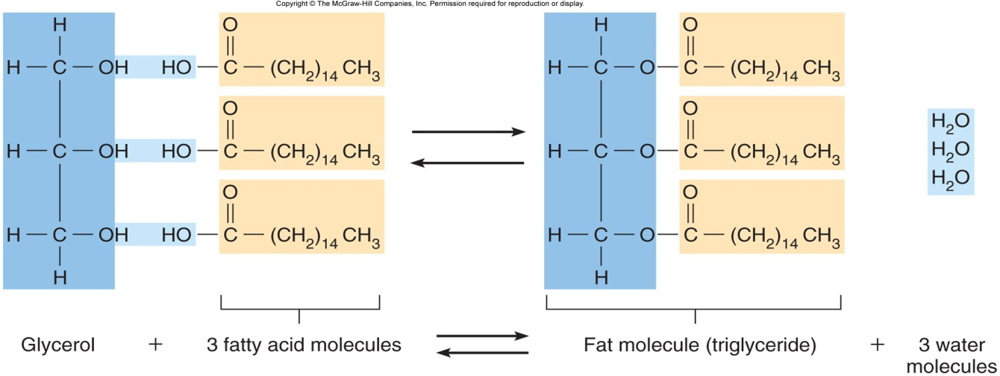 Copyright © The McGraw-Hill Companies, Inc. Permission required for reproduction or display.
H O H O
H — C — OH HO — C — (CH₂)₁₄ CH₃ H — C — O — C — (CH₂)₁₄ CH₃
O O
H — C — OH HO — C — (CH₂)₁₄ CH₃ H — C — O — C — (CH₂)₁₄ CH₃
O O
H — C — OH HO — C — (CH₂)₁₄ CH₃ H — C — O — C — (CH₂)₁₄ CH₃
H H
H₂O
H₂O
H₂O
Glycerol + 3 fatty acid molecules Fat molecule (triglyceride) + 3 water
molecules